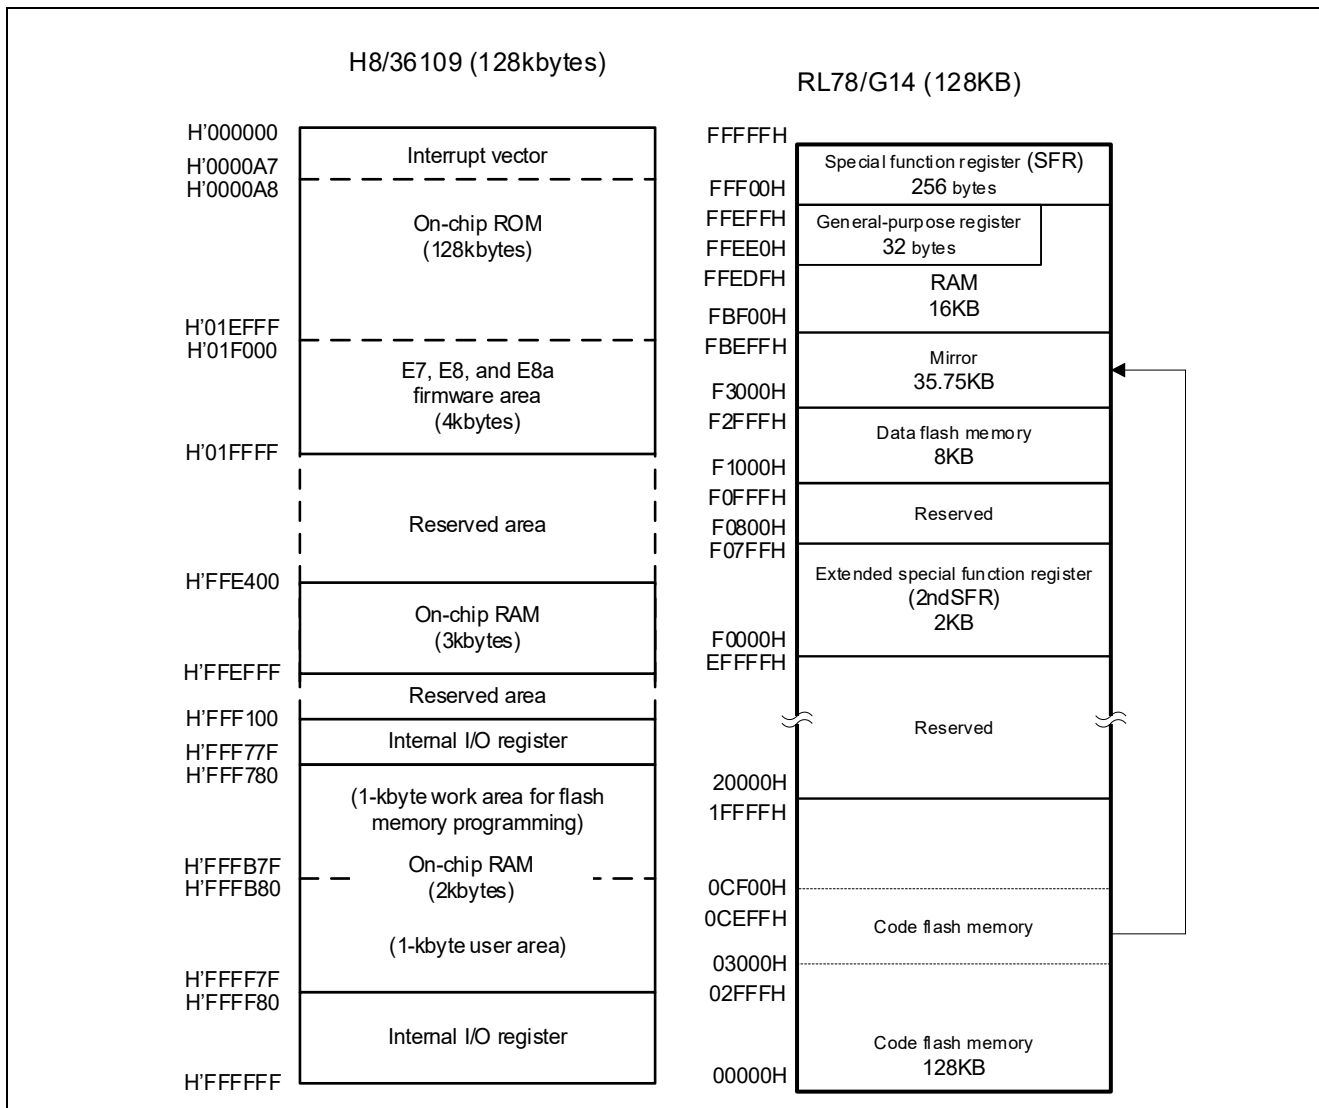 H8/36109 (128kbytes)
H'000000
Interrupt vector
H'0000A7
H'0000A8
On-chip ROM
(128kbytes)
H'01EFFF
H'01F000
E7, E8, and E8a
firmware area
(4kbytes)
H'01FFFF
Reserved area
H'FFE400
On-chip RAM
(3kbytes)
H'FFEFFF
Reserved area
H'FFF100
Internal I/O register
H'FFF77F
H'FFF780
(1-kbyte work area for flash
memory programming)
H'FFFB7F
On-chip RAM
H'FFFB80
(2kbytes)
(1-kbyte user area)
H'FFFF7F
H'FFFF80
Internal I/O register
H'FFFFFF
RL78/G14 (128KB)
FFFFFH
Special function register (SFR)
256 bytes
FFF00H
FFEFFH
General-purpose register
32 bytes
FFEE0H
FFEDFH
RAM
16KB
FBF00H
FBEFFH
Mirror
35.75KB
F3000H
F2FFFH
Data flash memory
8KB
F1000H
F0FFFH
Reserved
F0800H
F07FFH
Extended special function register
(2ndSFR)
2KB
F0000H
EFFFFH
Reserved
20000H
1FFFFH
0CF00H
0CEFFH
Code flash memory
03000H
02FFFH
Code flash memory
128KB
00000H